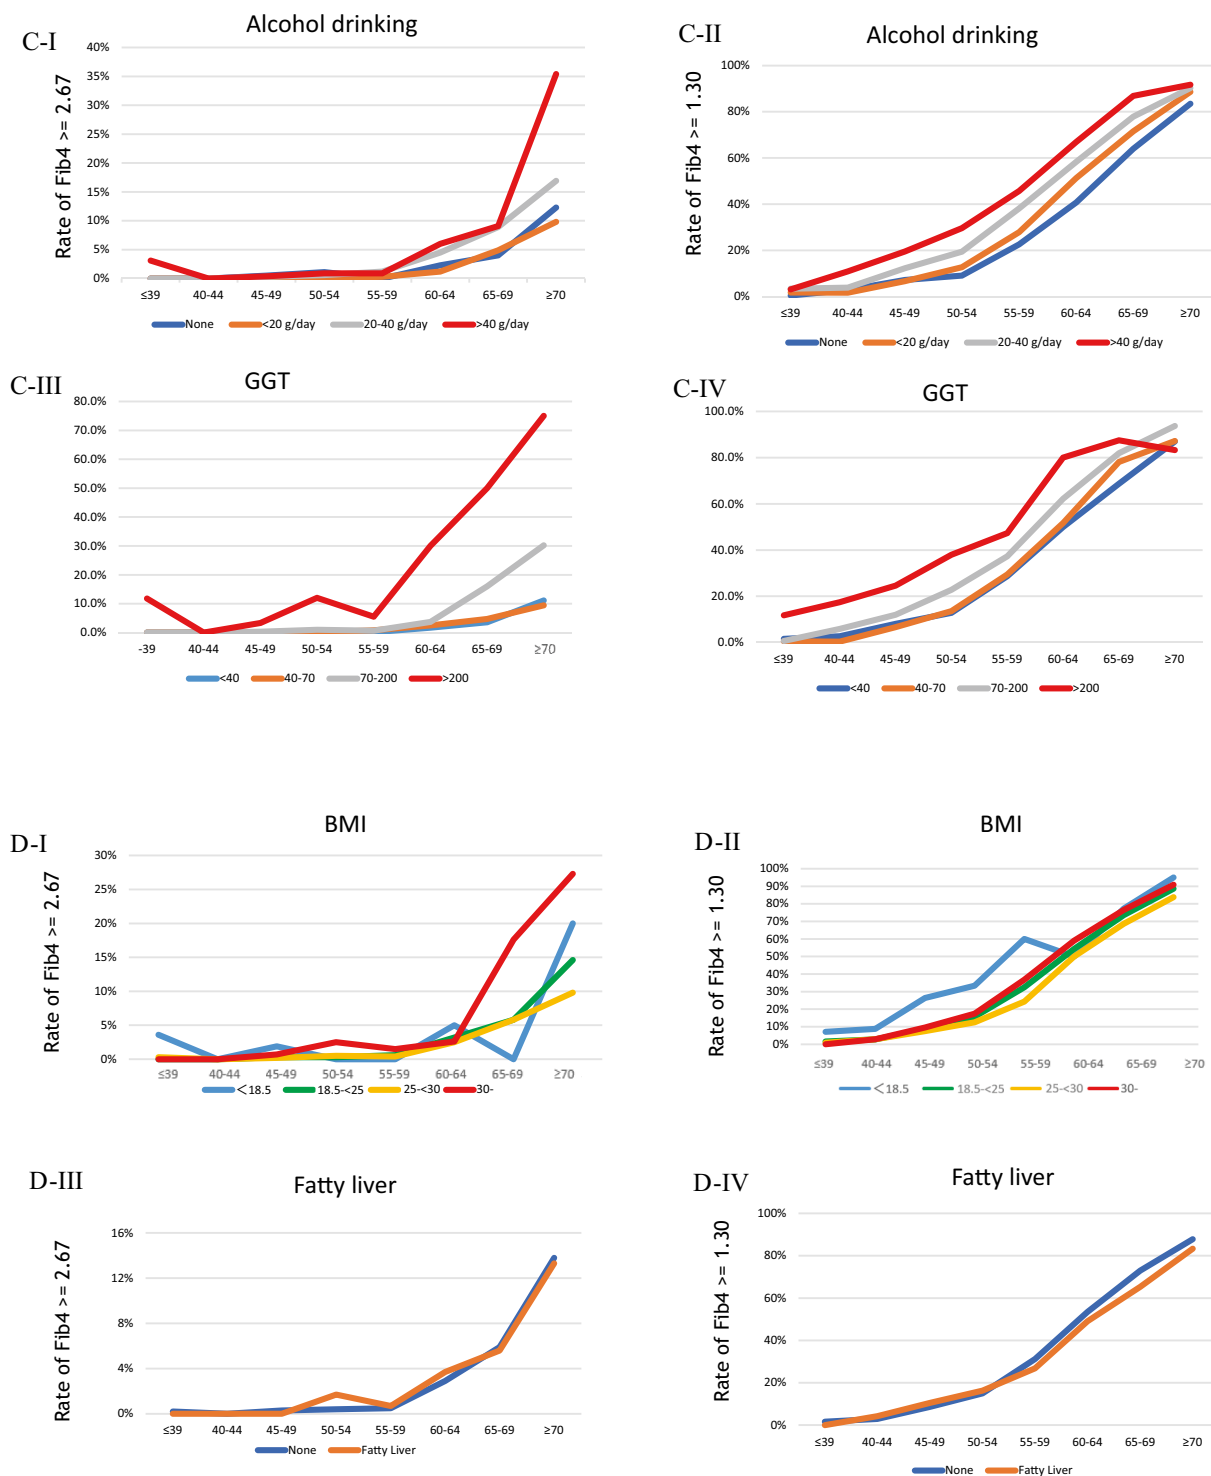 C-I
Alcohol drinking
Rate of Fib4 >= 2.67
40%
35%
30%
25%
20%
15%
10%
5%
0%
≤39 40-44 45-49 50-54 55-59 60-64 65-69 ≥70
None <20 g/day 20-40 g/day >40 g/day
C-II
Alcohol drinking
Rate of Fib4 >= 1.30
100%
80%
60%
40%
20%
0%
≤39 40-44 45-49 50-54 55-59 60-64 65-69 ≥70
None <20 g/day 20-40 g/day >40 g/day
C-III
GGT
80.0%
70.0%
60.0%
50.0%
40.0%
30.0%
20.0%
10.0%
0.0%
-39 40-44 45-49 50-54 55-59 60-64 65-69 ≥70
<40 40-70 70-200 >200
C-IV
GGT
100.0%
80.0%
60.0%
40.0%
20.0%
0.0%
≤39 40-44 45-49 50-54 55-59 60-64 65-69 ≥70
<40 40-70 70-200 >200
D-I
BMI
Rate of Fib4 >= 2.67
30%
25%
20%
15%
10%
5%
0%
≤39 40-44 45-49 50-54 55-59 60-64 65-69 ≥70
<18.5 18.5-<25 25-<30 30-
D-II
BMI
Rate of Fib4 >= 1.30
100%
90%
80%
70%
60%
50%
40%
30%
20%
10%
0%
≤39 40-44 45-49 50-54 55-59 60-64 65-69 ≥70
<18.5 18.5-<25 25-<30 30-
D-III
Fatty liver
Rate of Fib4 >= 2.67
16%
12%
8%
4%
0%
≤39 40-44 45-49 50-54 55-59 60-64 65-69 ≥70
None Fatty Liver
D-IV
Fatty liver
Rate of Fib4 >= 1.30
100%
80%
60%
40%
20%
0%
≤39 40-44 45-49 50-54 55-59 60-64 65-69 ≥70
None Fatty Liver